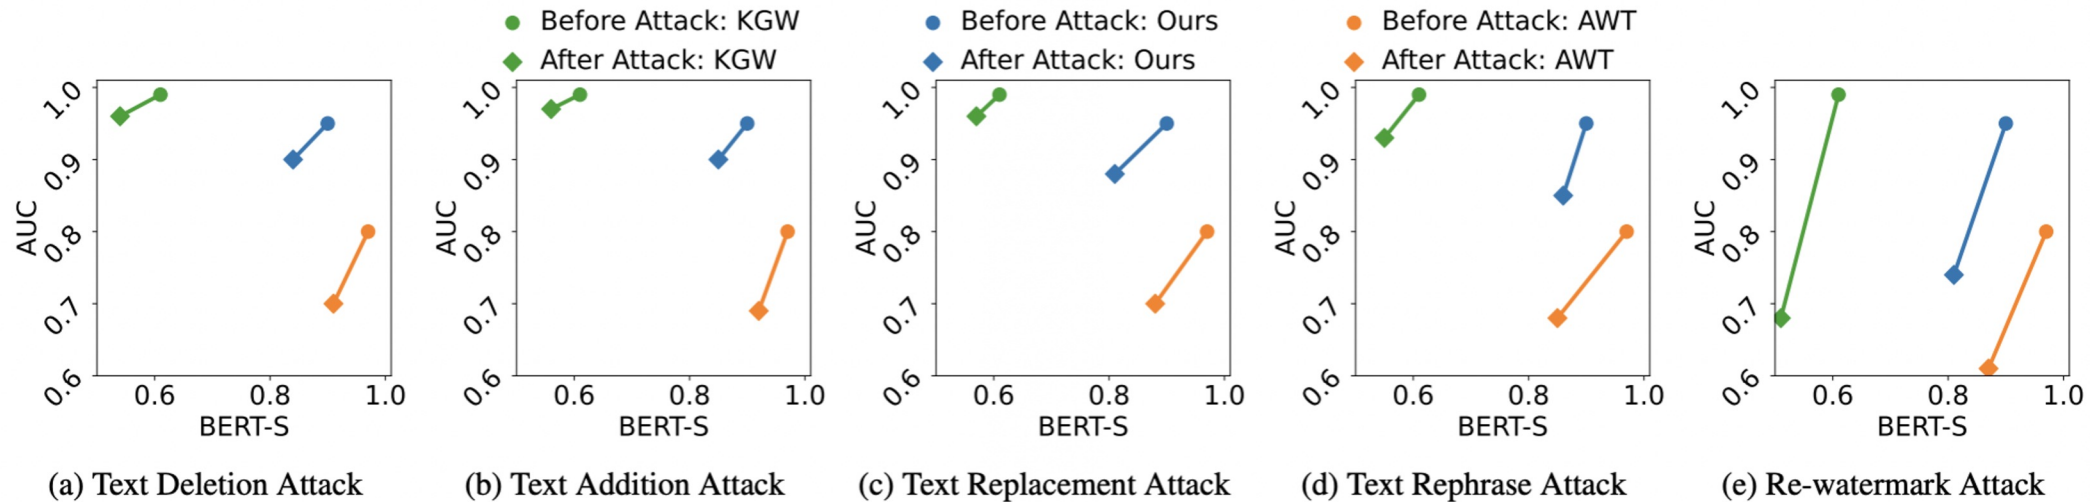 Before Attack: KGW
After Attack: KGW
Before Attack: Ours
After Attack: Ours
Before Attack: AWT
After Attack: AWT
AUC
1.0
0.9
0.8
0.7
0.6
0.6 0.8 1.0
BERT-S
(a) Text Deletion Attack
AUC
1.0
0.9
0.8
0.7
0.6
0.6 0.8 1.0
BERT-S
(b) Text Addition Attack
AUC
1.0
0.9
0.8
0.7
0.6
0.6 0.8 1.0
BERT-S
(c) Text Replacement Attack
AUC
1.0
0.9
0.8
0.7
0.6
0.6 0.8 1.0
BERT-S
(d) Text Rephrase Attack
AUC
1.0
0.9
0.8
0.7
0.6
0.6 0.8 1.0
BERT-S
(e) Re-watermark Attack